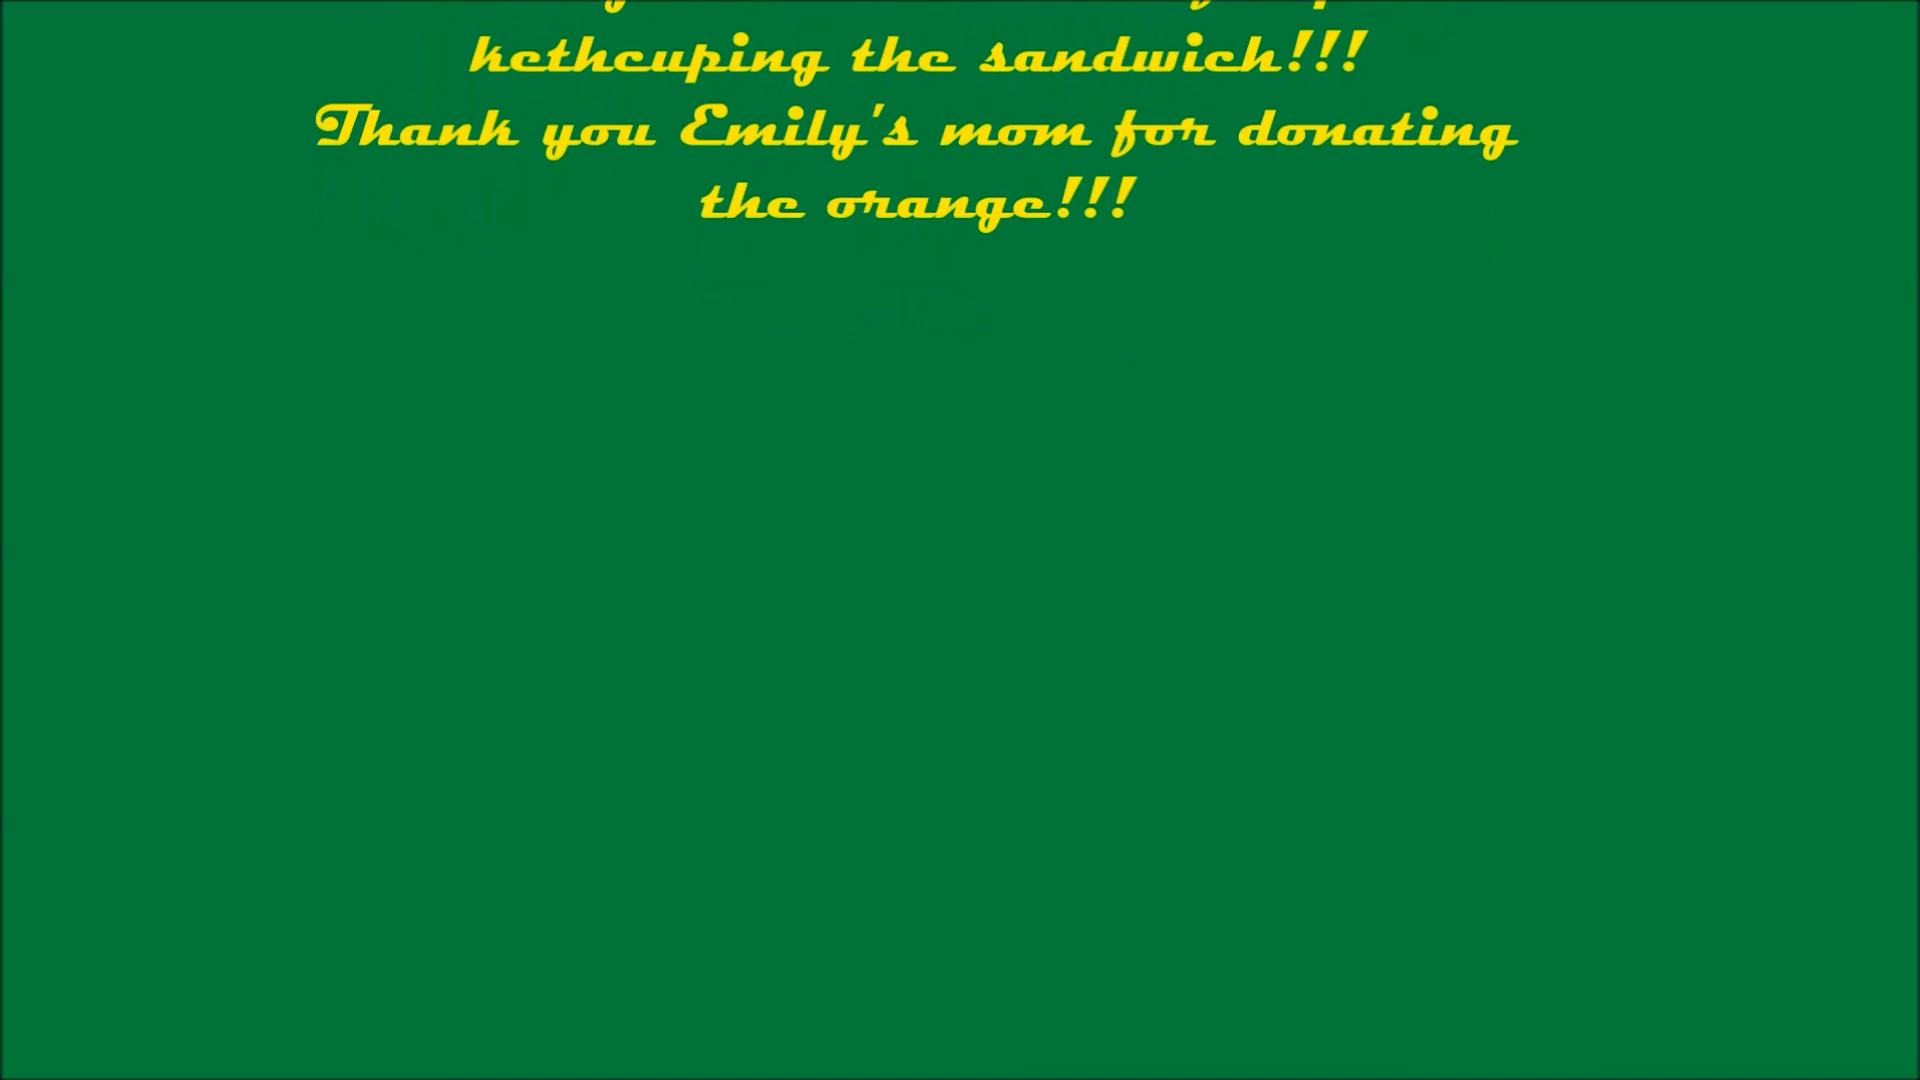 kethcuping the sandwich!!!
Thank you Emily's mom for donating
the orange!!!